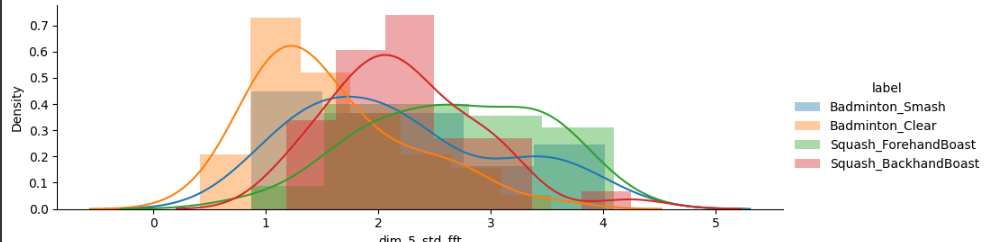 0.7
0.6
0.5
0.4
0.3
0.2
0.1
0.0
Density
0 1 2 3 4 5
dim_5_std_fft
label
Badminton_Smash
Badminton_Clear
Squash_ForehandBoast
Squash_BackhandBoast